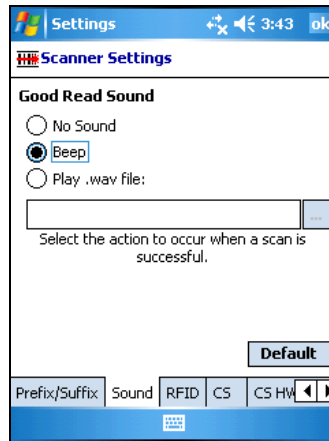 Settings 3:43 ok
Scanner Settings
Good Read Sound
No Sound
Beep
Play .wav file:
...
Select the action to occur when a scan is
successful.
Default
Prefix/Suffix Sound RFID CS CS HW